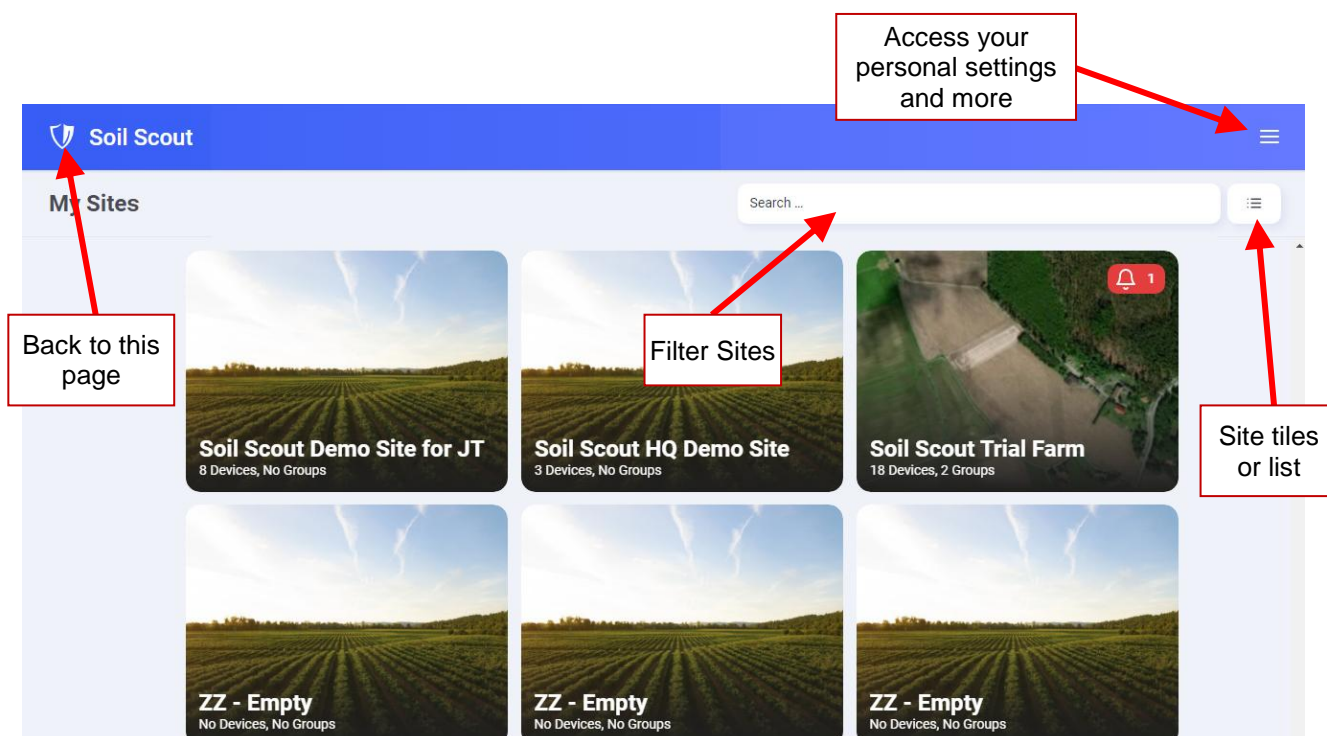 Access your
personal settings
and more
Soil Scout
My Sites
Search ...
1
Back to this
page
Filter Sites
Site tiles
or list
Soil Scout Demo Site for JT
8 Devices, No Groups
Soil Scout HQ Demo Site
3 Devices, No Groups
Soil Scout Trial Farm
18 Devices, 2 Groups
ZZ - Empty
No Devices, No Groups
ZZ - Empty
No Devices, No Groups
ZZ - Empty
No Devices, No Groups